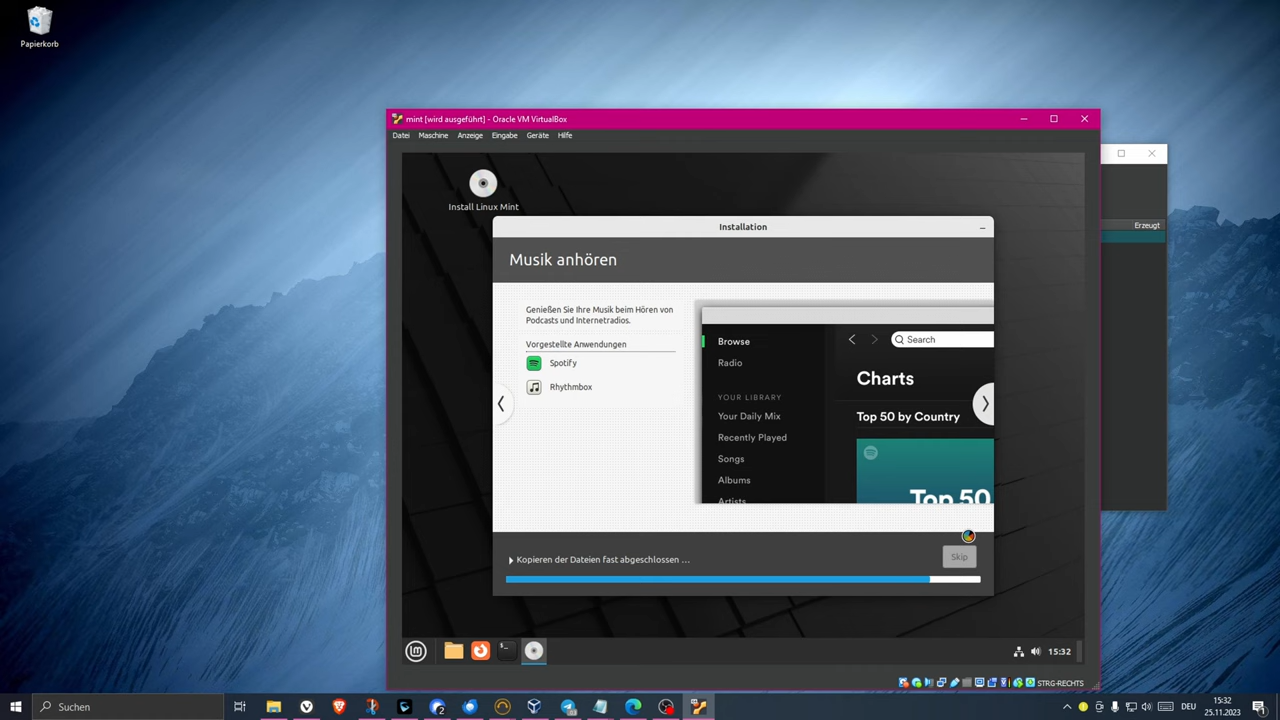 Papierkorb
mint [wird ausgeführt] - Oracle VM VirtualBox
Datei Maschine Anzeige Eingabe Geräte Hilfe
Install Linux Mint
Erzeugt
Installation
Musik anhören
Genießen Sie Ihre Musik beim Hören von
Podcasts und Internetradios.
Vorgestellte Anwendungen
Spotify
Rhythmbox
Browse
Radio
YOUR LIBRARY
Your Daily Mix
Recently Played
Songs
Albums
Artists
Search
Charts
Top 50 by Country
Top 50
Kopieren der Dateien fast abgeschlossen ...
Skip
15:32
STRG-RECHTS
Suchen
2
DEU
15:32
25.11.2023
1